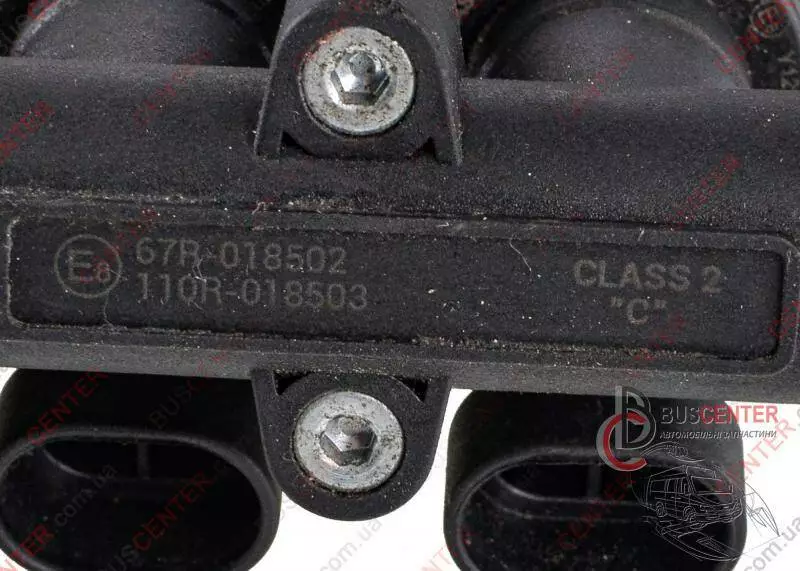 E8
67R-018502
110R-018503
CLASS 2
"C"
BUSCENTER
АВТОМОБІЛЬНІ ЗАПЧАСТИНИ